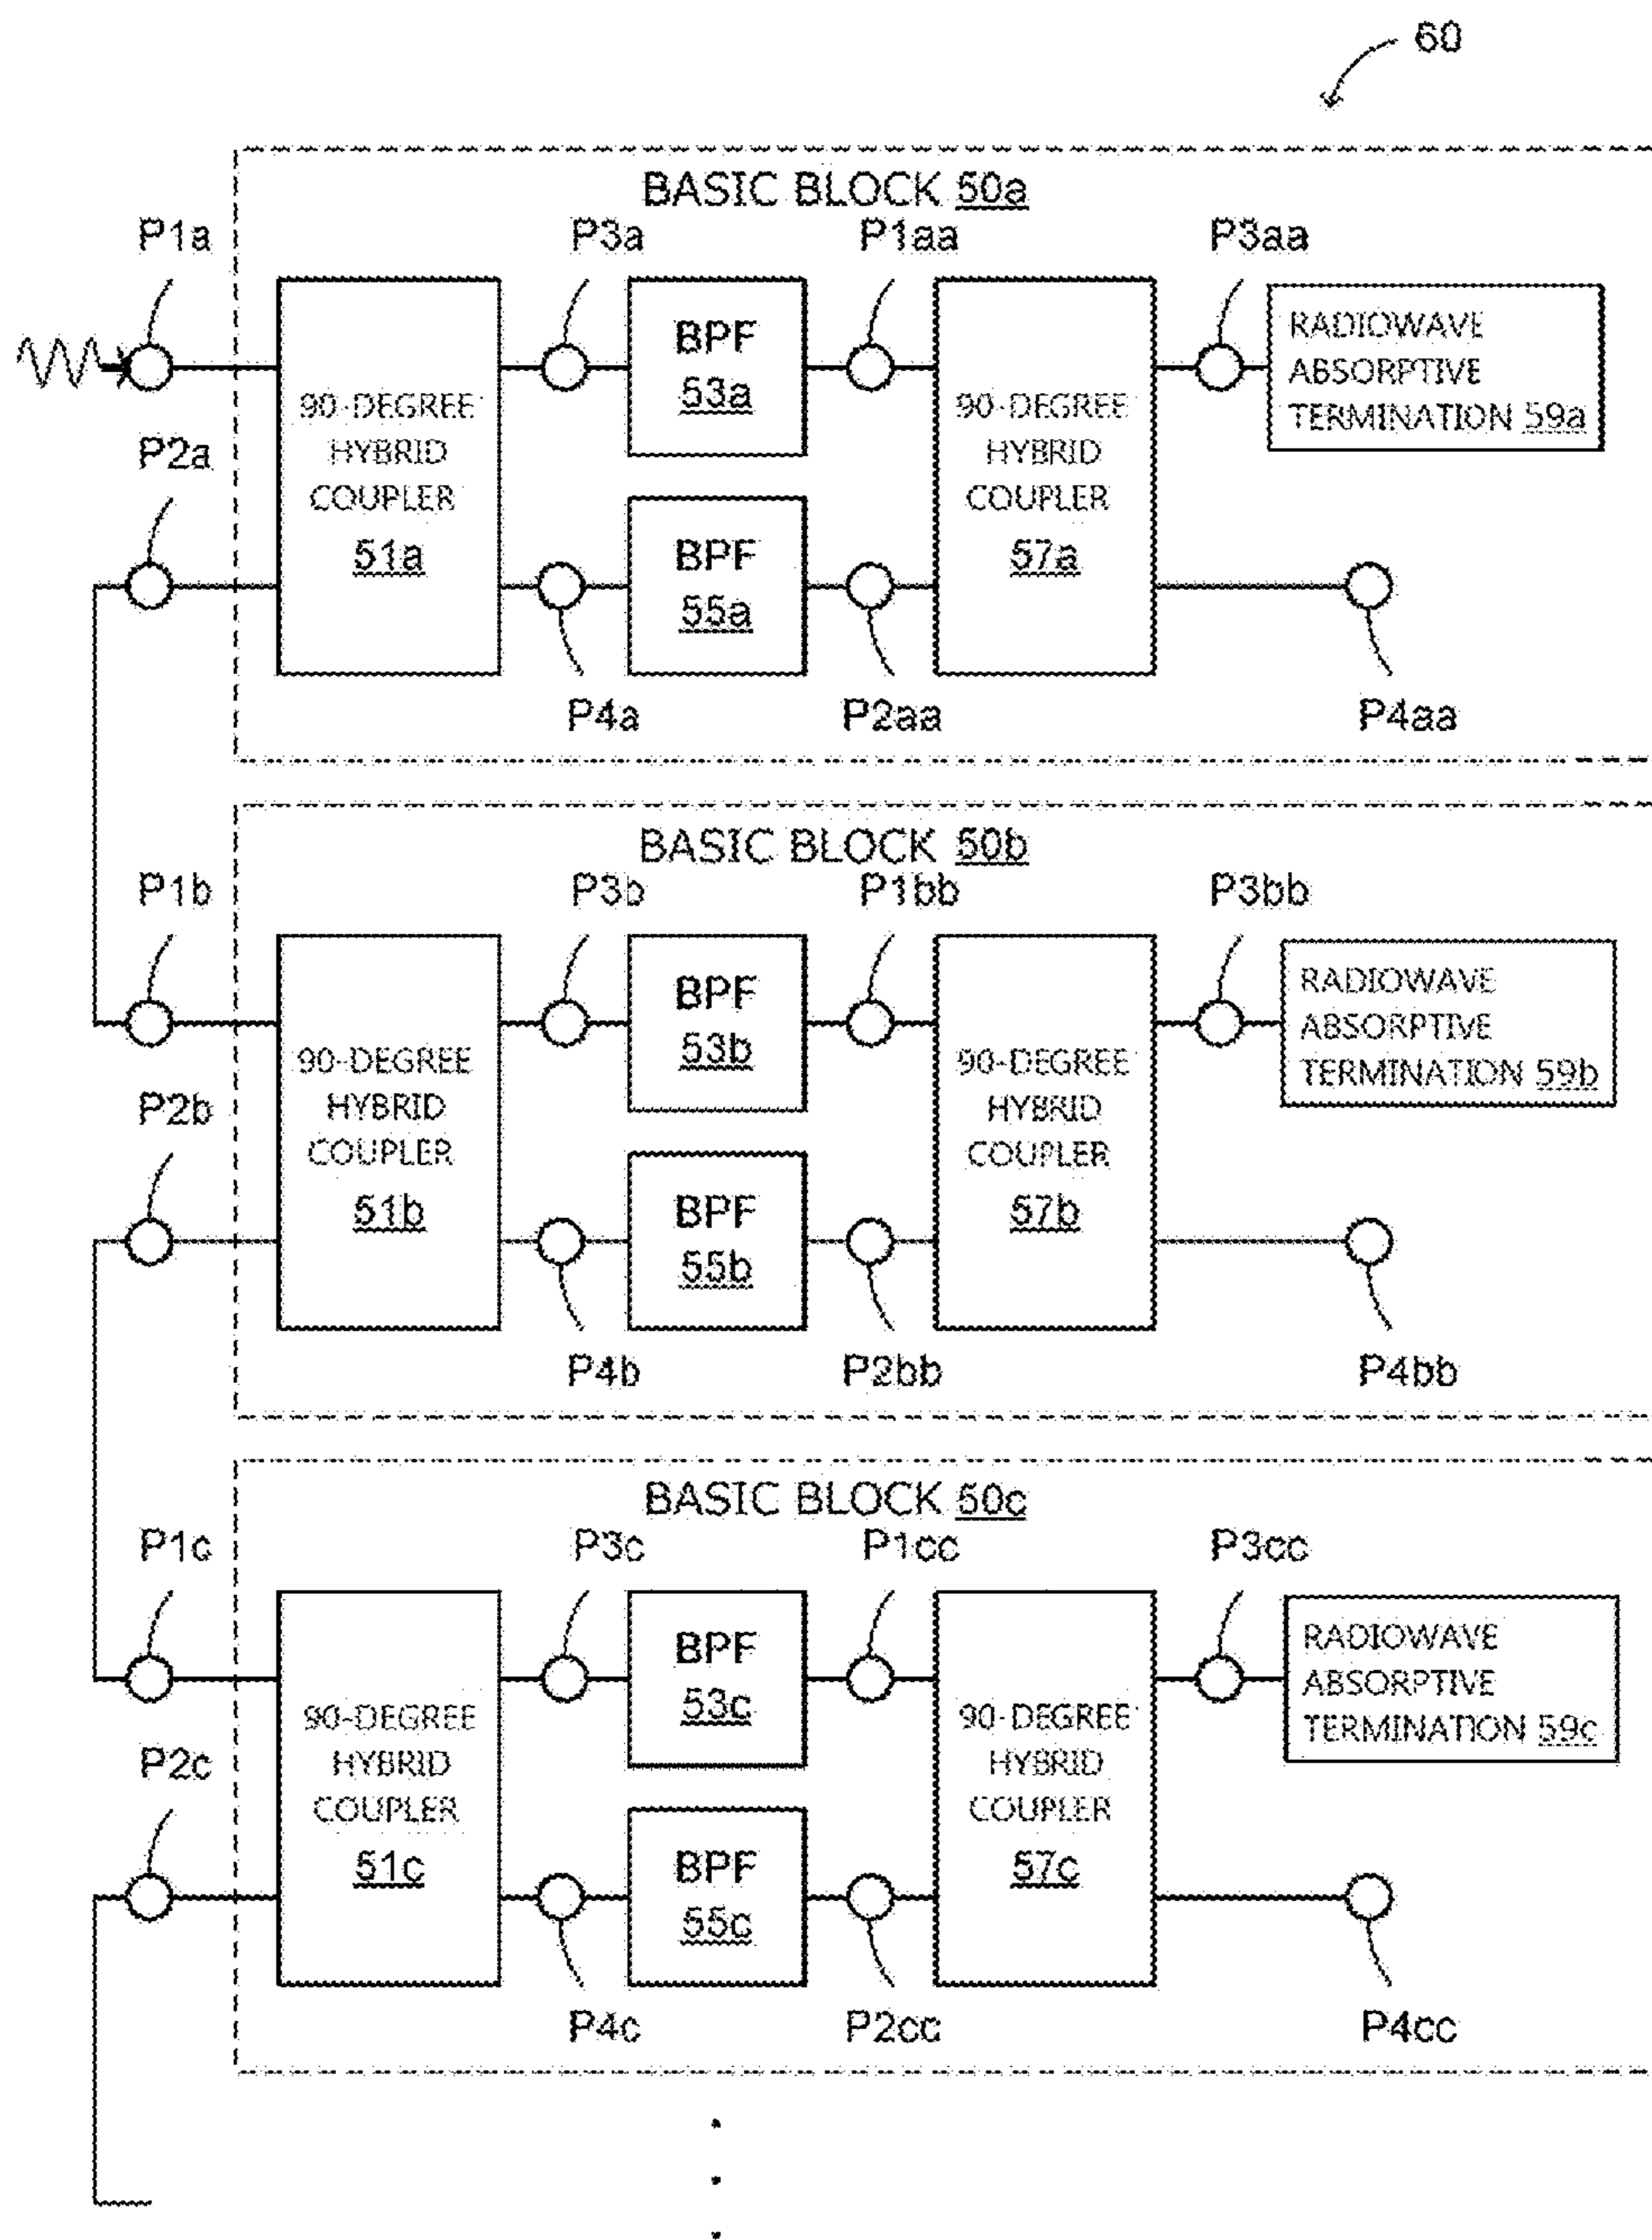 60
BASIC BLOCK 50a
P1a
P3a
P1aa
P3aa
RADIOWAVE
ABSORPTIVE
TERMINATION 59a
BPF
53a
90-DEGREE
HYBRID
COUPLER
51a
90-DEGREE
HYBRID
COUPLER
57a
P2a
BPF
55a
P4a
P2aa
P4aa
BASIC BLOCK 50b
P1b
P3b
P1bb
P3bb
RADIOWAVE
ABSORPTIVE
TERMINATION 59b
BPF
53b
90-DEGREE
HYBRID
COUPLER
51b
90-DEGREE
HYBRID
COUPLER
57b
P2b
BPF
55b
P4b
P2bb
P4bb
BASIC BLOCK 50c
P1c
P3c
P1cc
P3cc
RADIOWAVE
ABSORPTIVE
TERMINATION 59c
BPF
53c
90-DEGREE
HYBRID
COUPLER
51c
90-DEGREE
HYBRID
COUPLER
57c
P2c
BPF
55c
P4c
P2cc
P4cc